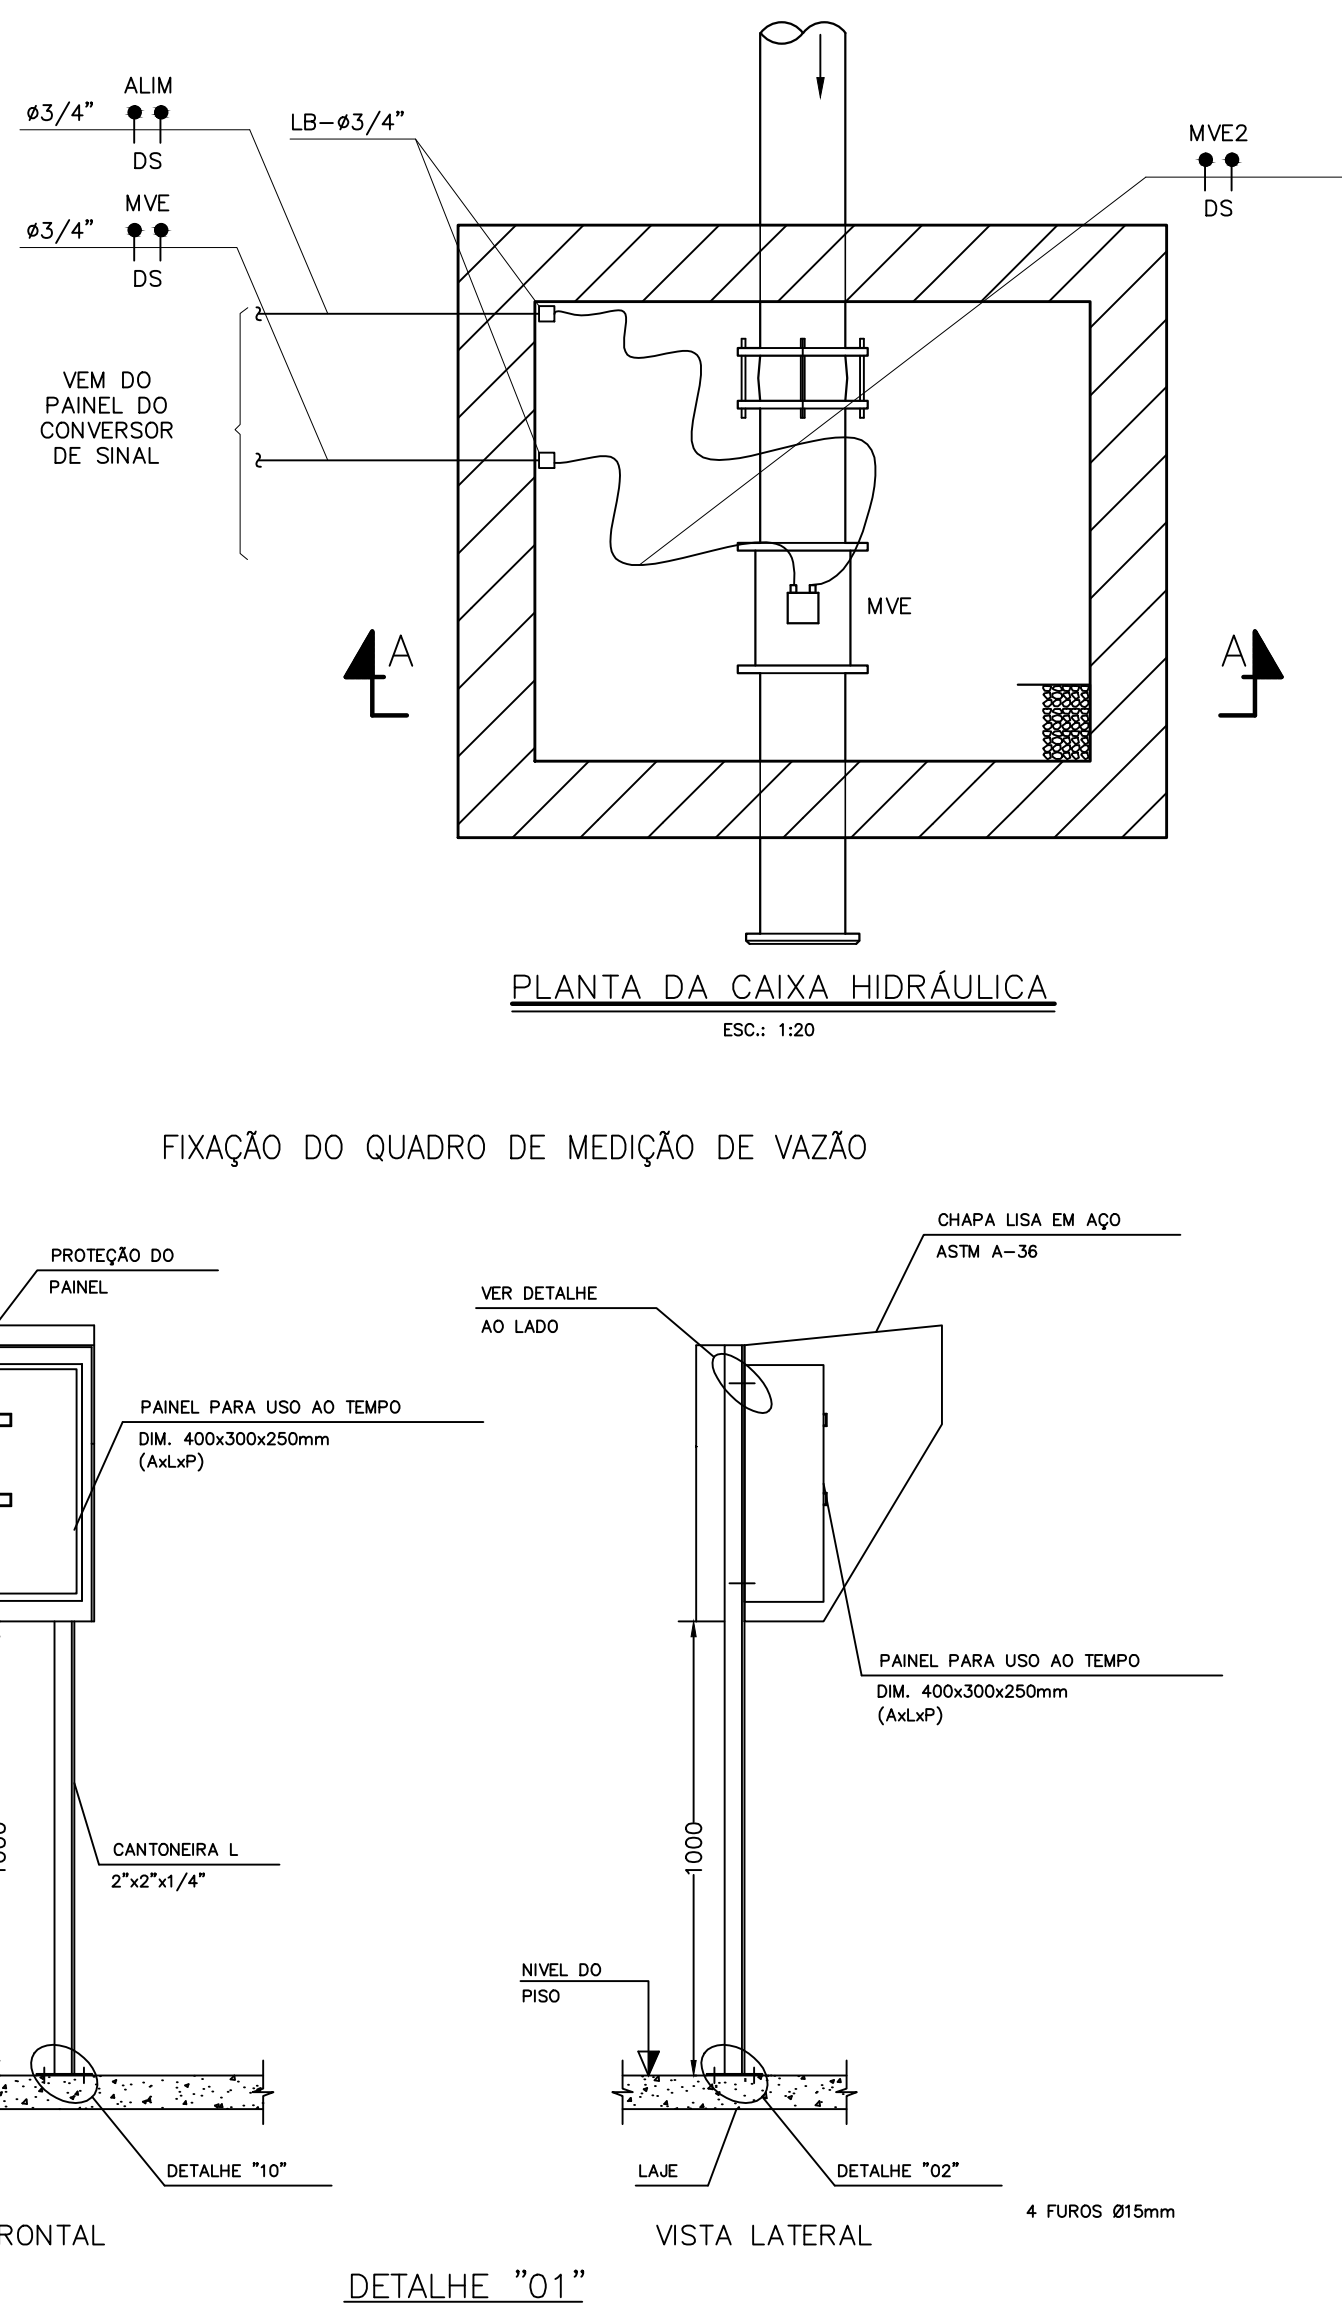 ALIM
ø3/4"
DS
LB-ø3/4"
MVE2
DS
MVE
ø3/4"
DS
VEM DO
PAINEL DO
CONVERSOR
DE SINAL
MVE
A
A
PLANTA DA CAIXA HIDRÁULICA
ESC.: 1:20
FIXAÇÃO DO QUADRO DE MEDIÇÃO DE VAZÃO
CHAPA LISA EM AÇO
ASTM A-36
PROTEÇÃO DO
PAINEL
VER DETALHE
AO LADO
PAINEL PARA USO AO TEMPO
DIM. 400x300x250mm
(AxLxP)
PAINEL PARA USO AO TEMPO
DIM. 400x300x250mm
(AxLxP)
1000
CANTONEIRA L
2"x2"x1/4"
1000
NIVEL DO
PISO
DETALHE "10"
LAJE
DETALHE "02"
4 FUROS Ø15mm
RONTAL
VISTA LATERAL
DETALHE "01"